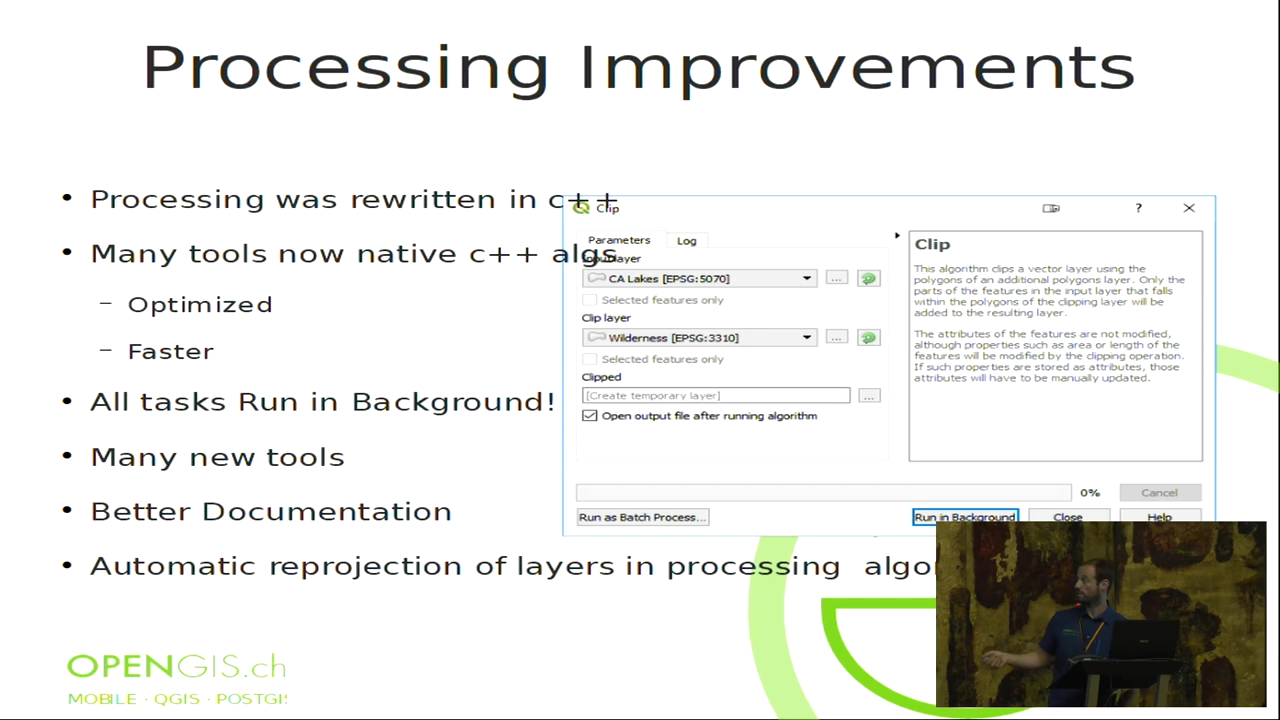 Processing Improvements
• Processing was rewritten in c++
• Many tools now native c++ algs
– Optimized
– Faster
• All tasks Run in Background!
• Many new tools
• Better Documentation
• Automatic reprojection of layers in processing algo
Clip
?
Parameters
Log
Input layer
CA Lakes [EPSG:5070]
...
Selected features only
Clip layer
Wilderness [EPSG:3310]
...
Selected features only
Clipped
[Create temporary layer]
...
Open output file after running algorithm
Clip
This algorithm clips a vector layer using the
polygons of an additional polygons layer. Only the
parts of the features in the input layer that falls
within the polygons of the clipping layer will be
added to the resulting layer.
The attributes of the features are not modified,
although properties such as area or length of the
features will be modified by the clipping operation.
If such properties are stored as attributes, those
attributes will have to be manually updated.
0%
Cancel
Run as Batch Process...
Run in Background
Close
Help
OPENGIS.ch
MOBILE · QGIS · POSTGI